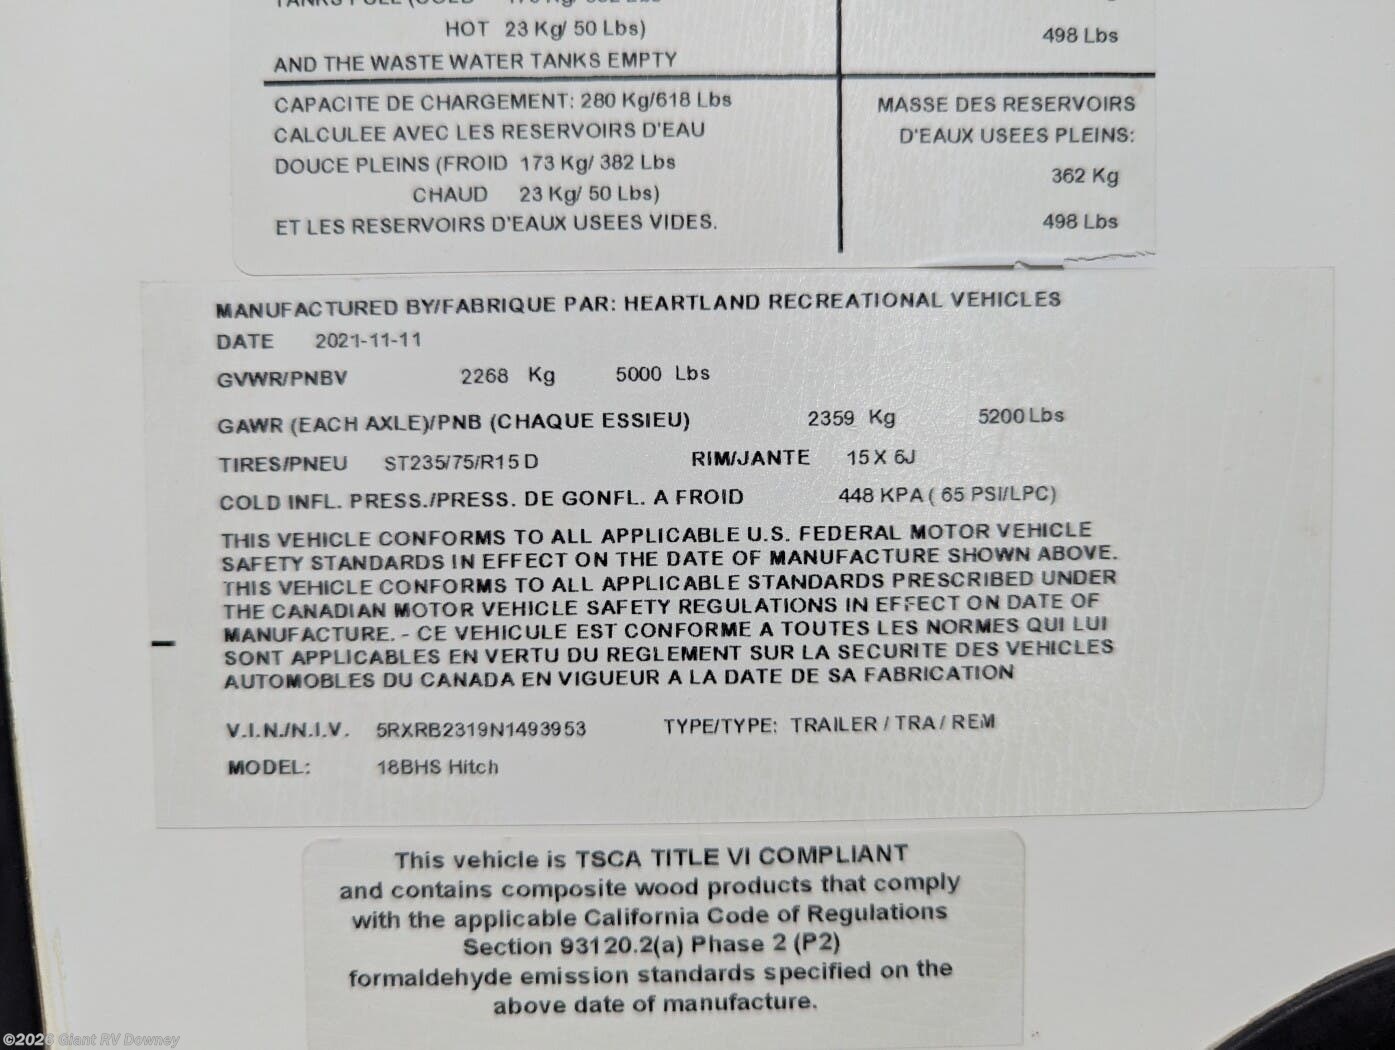 HOT 23 Kg/ 50 Lbs)
AND THE WASTE WATER TANKS EMPTY
498 Lbs
CAPACITE DE CHARGEMENT: 280 Kg/618 Lbs
CALCULEE AVEC LES RESERVOIRS D'EAU
DOUCE PLEINS (FROID 173 Kg/ 382 Lbs
CHAUD 23 Kg/ 50 Lbs)
ET LES RESERVOIRS D'EAUX USEES VIDES.
MASSE DES RESERVOIRS
D'EAUX USEES PLEINS:
362 Kg
498 Lbs
MANUFACTURED BY/FABRIQUE PAR: HEARTLAND RECREATIONAL VEHICLES
DATE 2021-11-11
GVWR/PNBV 2268 Kg 5000 Lbs
GAWR (EACH AXLE)/PNB (CHAQUE ESSIEU) 2359 Kg 5200 Lbs
TIRES/PNEU ST235/75/R15 D RIM/JANTE 15 X 6J
COLD INFL. PRESS./PRESS. DE GONFL. A FROID 448 KPA ( 65 PSI/LPC)
THIS VEHICLE CONFORMS TO ALL APPLICABLE U.S. FEDERAL MOTOR VEHICLE
SAFETY STANDARDS IN EFFECT ON THE DATE OF MANUFACTURE SHOWN ABOVE.
THIS VEHICLE CONFORMS TO ALL APPLICABLE STANDARDS PRESCRIBED UNDER
THE CANADIAN MOTOR VEHICLE SAFETY REGULATIONS IN EFFECT ON DATE OF
MANUFACTURE. - CE VEHICULE EST CONFORME A TOUTES LES NORMES QUI LUI
SONT APPLICABLES EN VERTU DU REGLEMENT SUR LA SECURITE DES VEHICLES
AUTOMOBLES DU CANADA EN VIGUEUR A LA DATE DE SA FABRICATION
V.I.N./N.I.V. 5RXRB2319N1493953 TYPE/TYPE: TRAILER / TRA / REM
MODEL: 18BHS Hitch
This vehicle is TSCA TITLE VI COMPLIANT
and contains composite wood products that comply
with the applicable California Code of Regulations
Section 93120.2(a) Phase 2 (P2)
formaldehyde emission standards specified on the
above date of manufacture.
Giant RV Downey